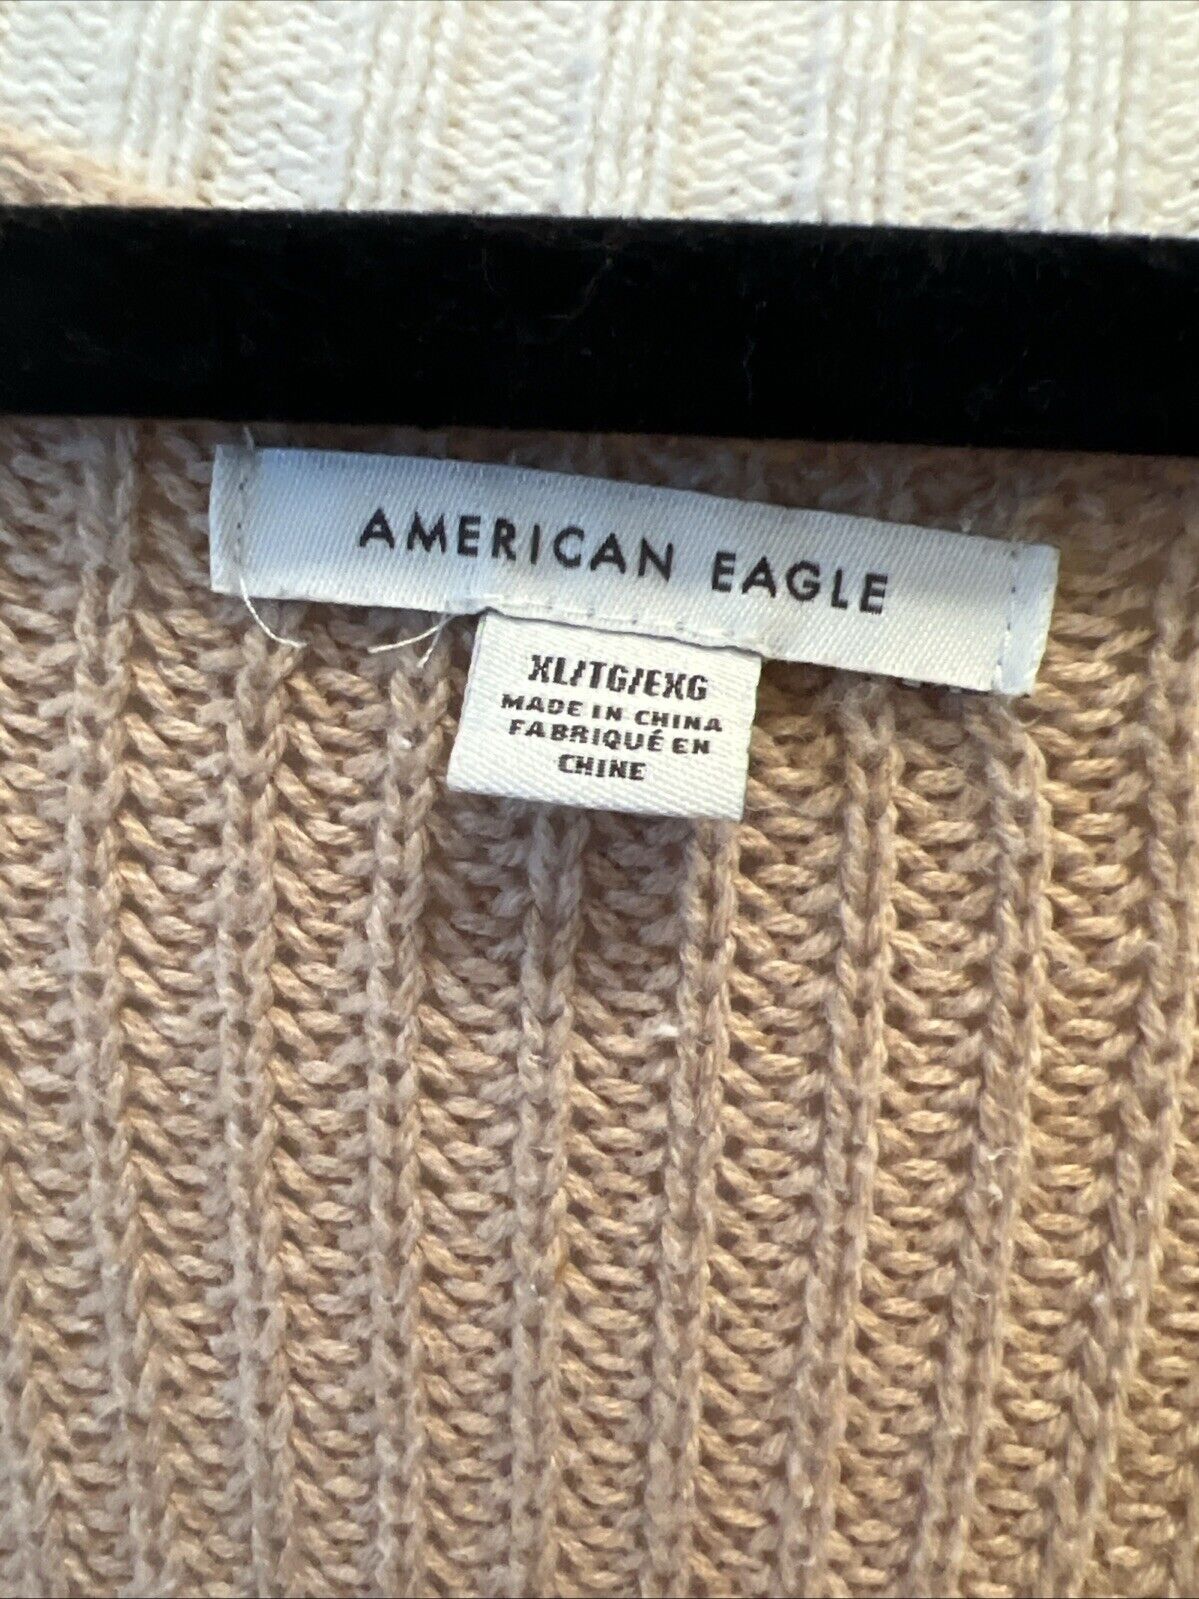 AMERICAN EAGLE
XL/TG/EXG
MADE IN CHINA
FABRIQUÉ EN
CHINE